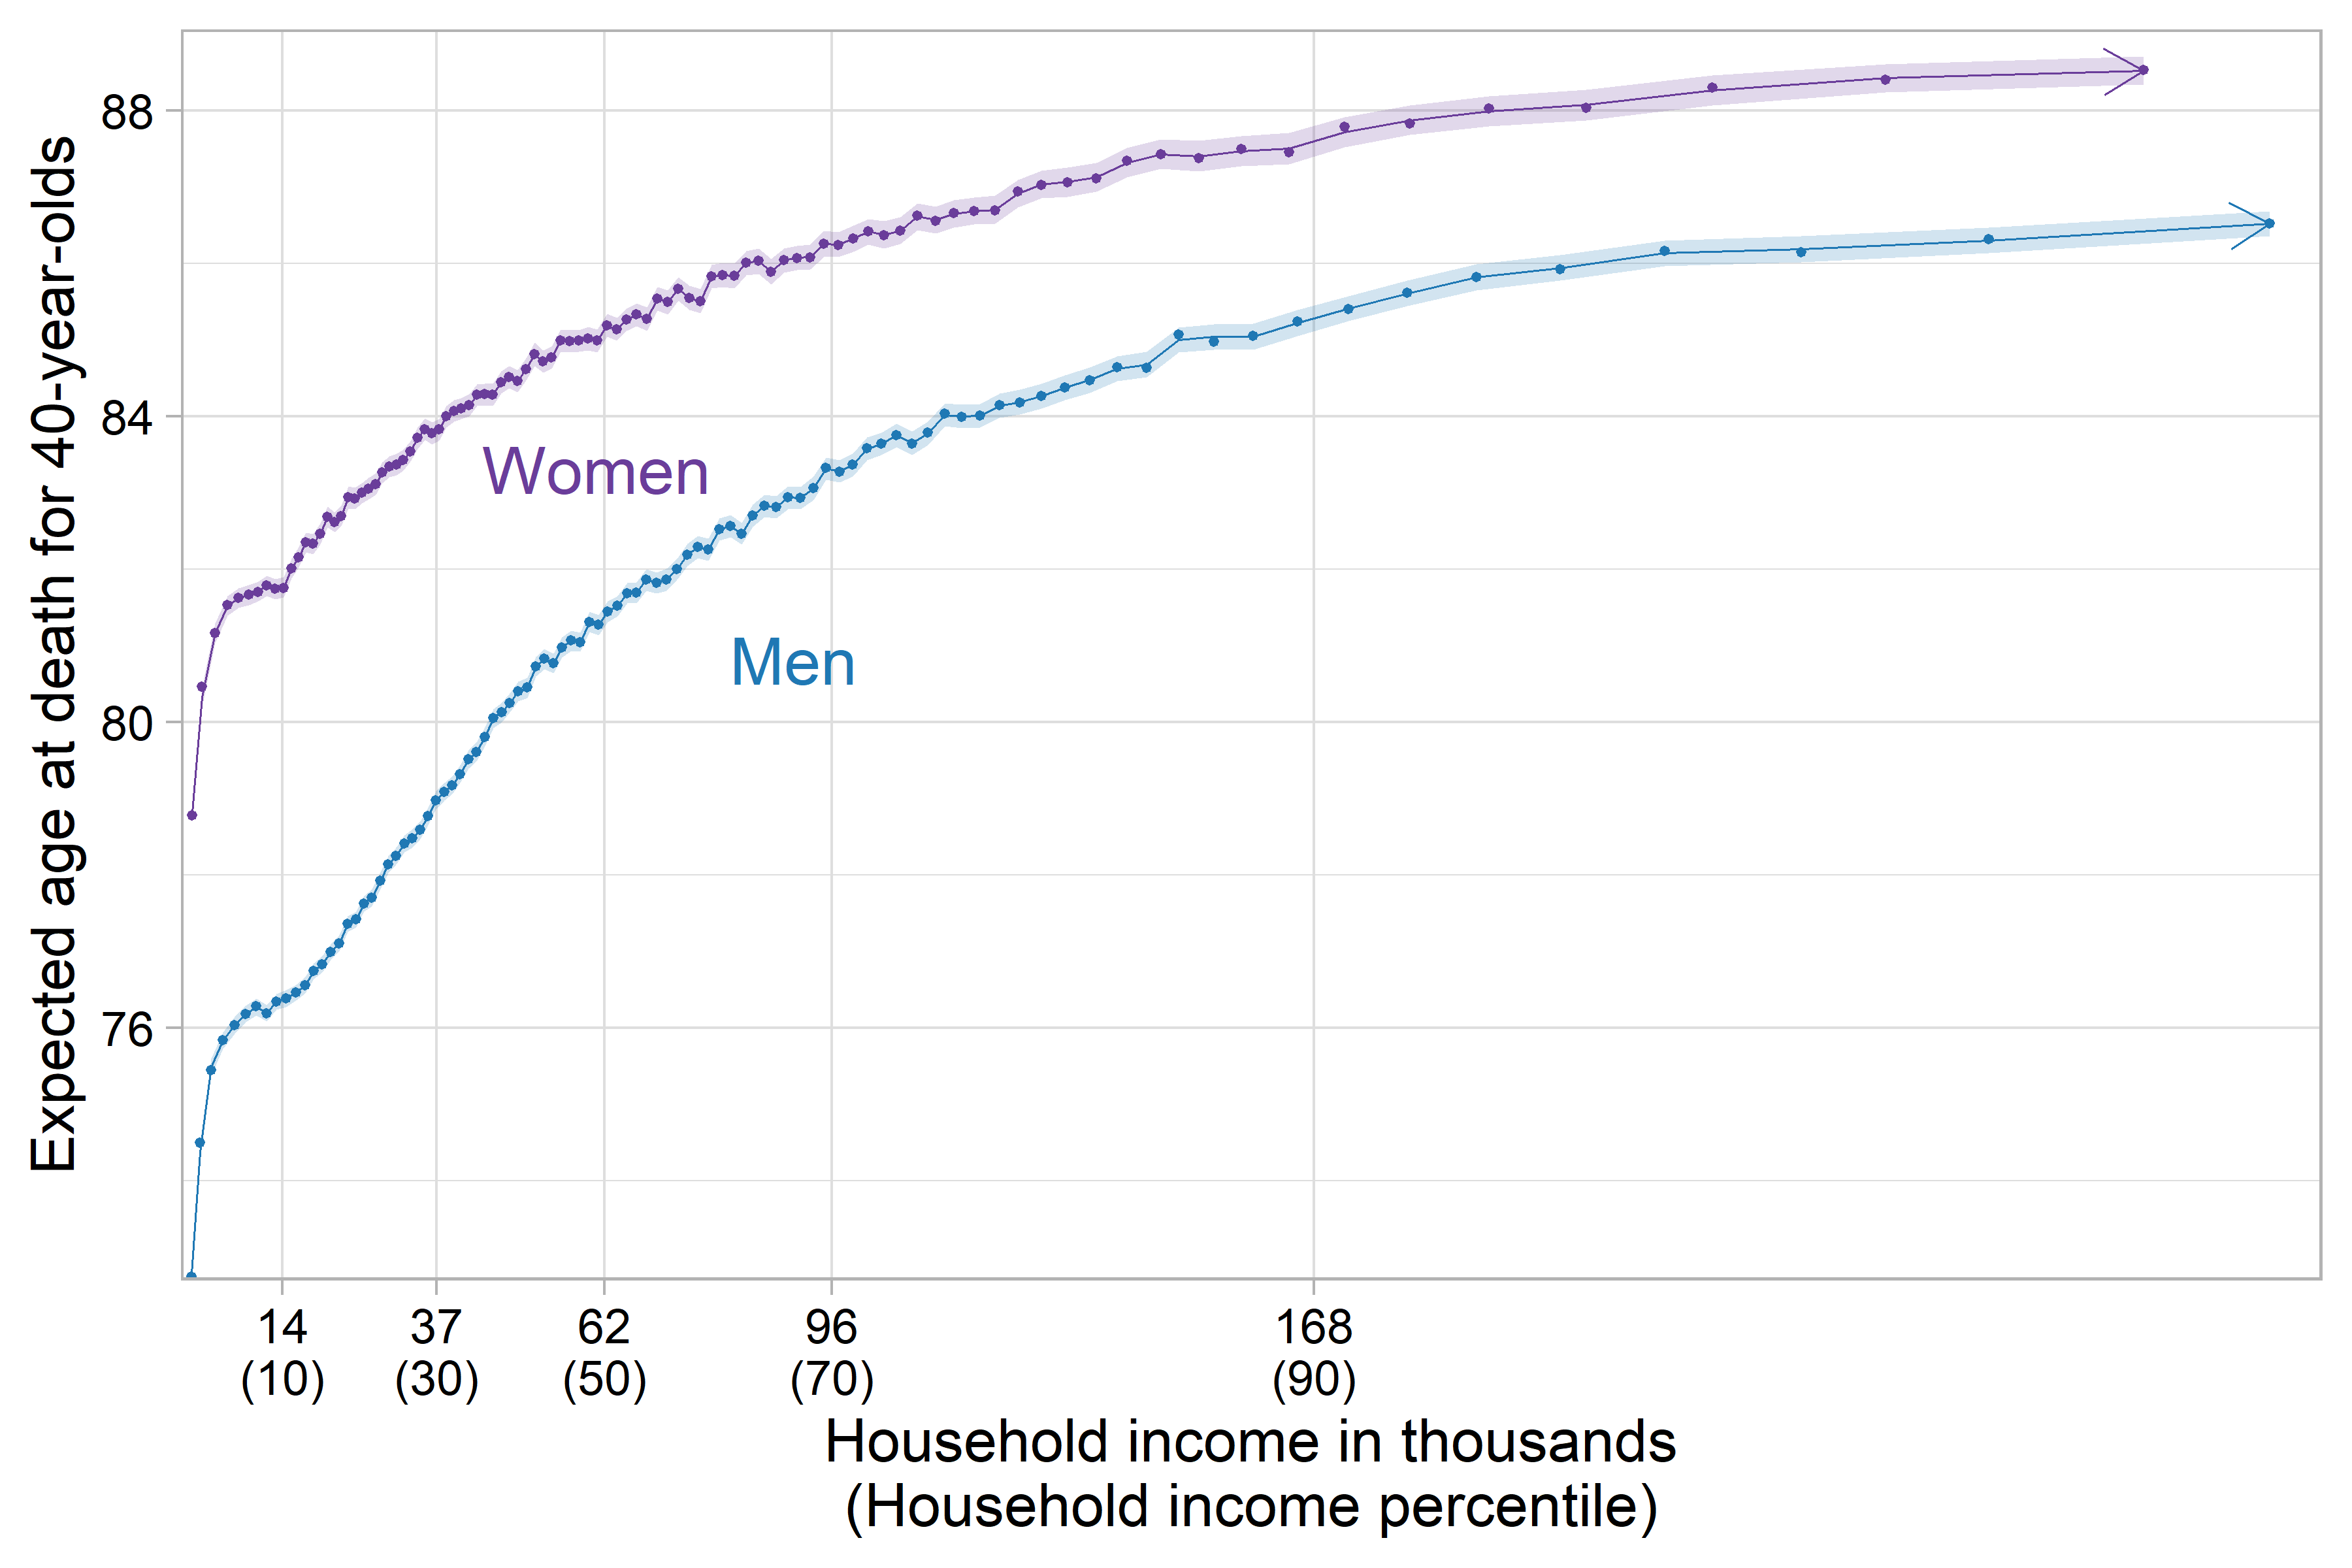 Expected age at death for 40-year-olds
88
84
80
76
Women
Men
14
(10)
37
(30)
62
(50)
96
(70)
168
(90)
Household income in thousands
(Household income percentile)